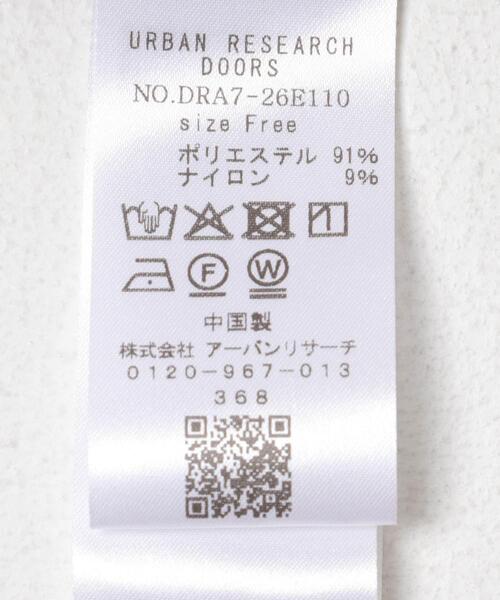 URBAN RESEARCH
DOORS
NO.DRA7-26E110
size Free
ポリエステル 91%
ナイロン 9%
F W
中国製
株式会社 アーバンリサーチ
0120-967-013
368